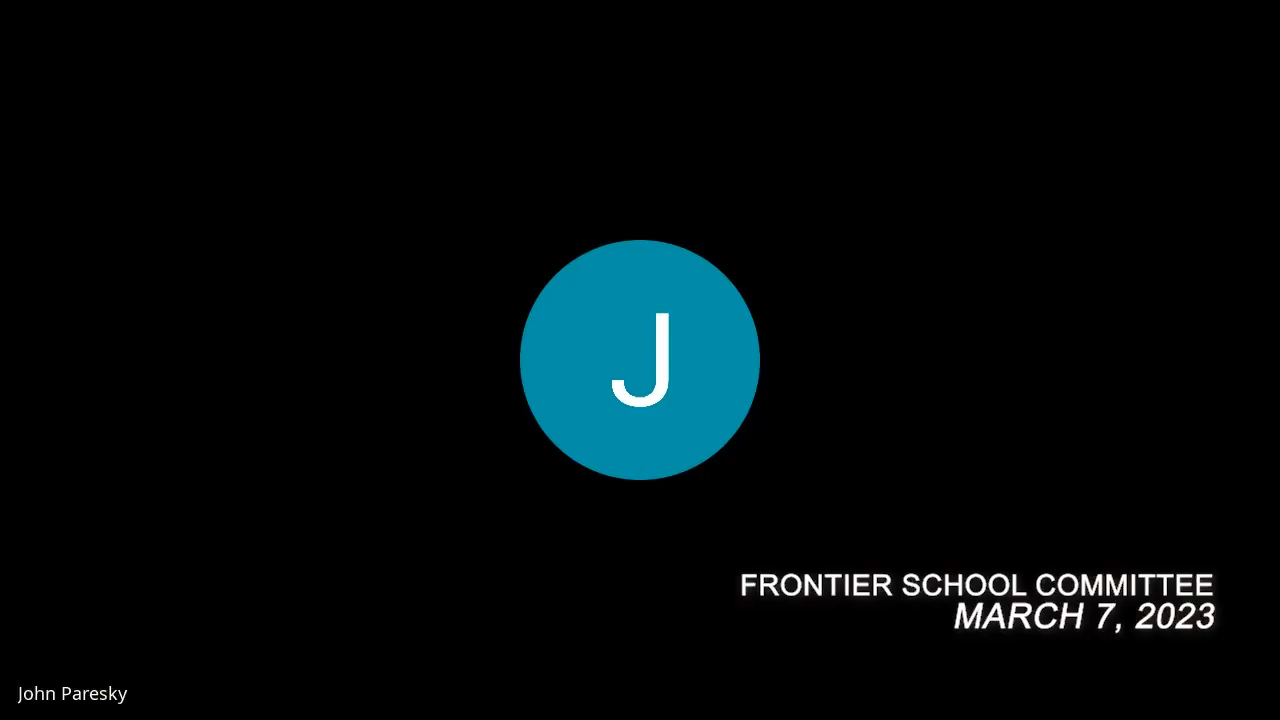 J
FRONTIER SCHOOL COMMITTEE
MARCH 7, 2023
John Paresky